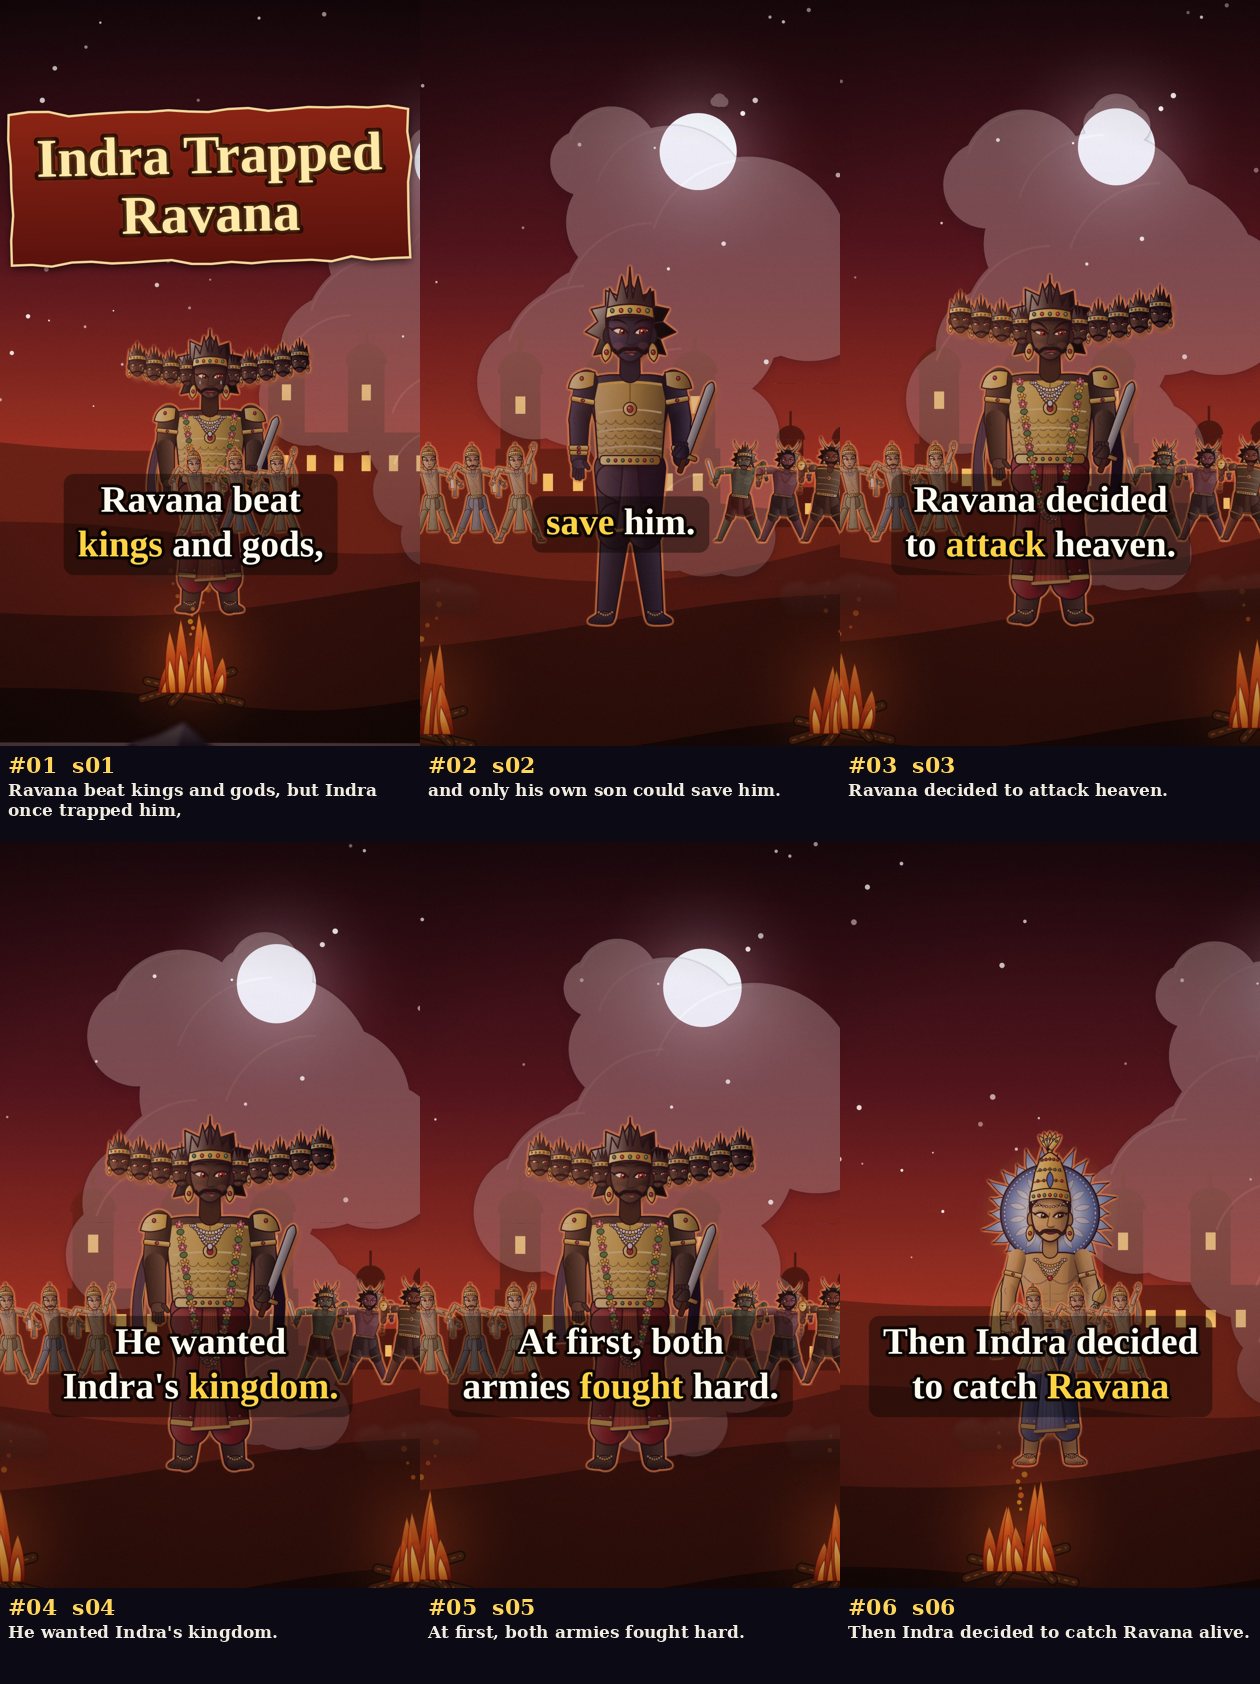 Indra Trapped
Ravana
Ravana beat
kings and gods,
#01 s01
Ravana beat kings and gods, but Indra
once trapped him,
save him.
#02 s02
and only his own son could save him.
Ravana decided
to attack heaven.
#03 s03
Ravana decided to attack heaven.
He wanted
Indra's kingdom.
#04 s04
He wanted Indra's kingdom.
At first, both
armies fought hard.
#05 s05
At first, both armies fought hard.
Then Indra decided
to catch Ravana
#06 s06
Then Indra decided to catch Ravana alive.